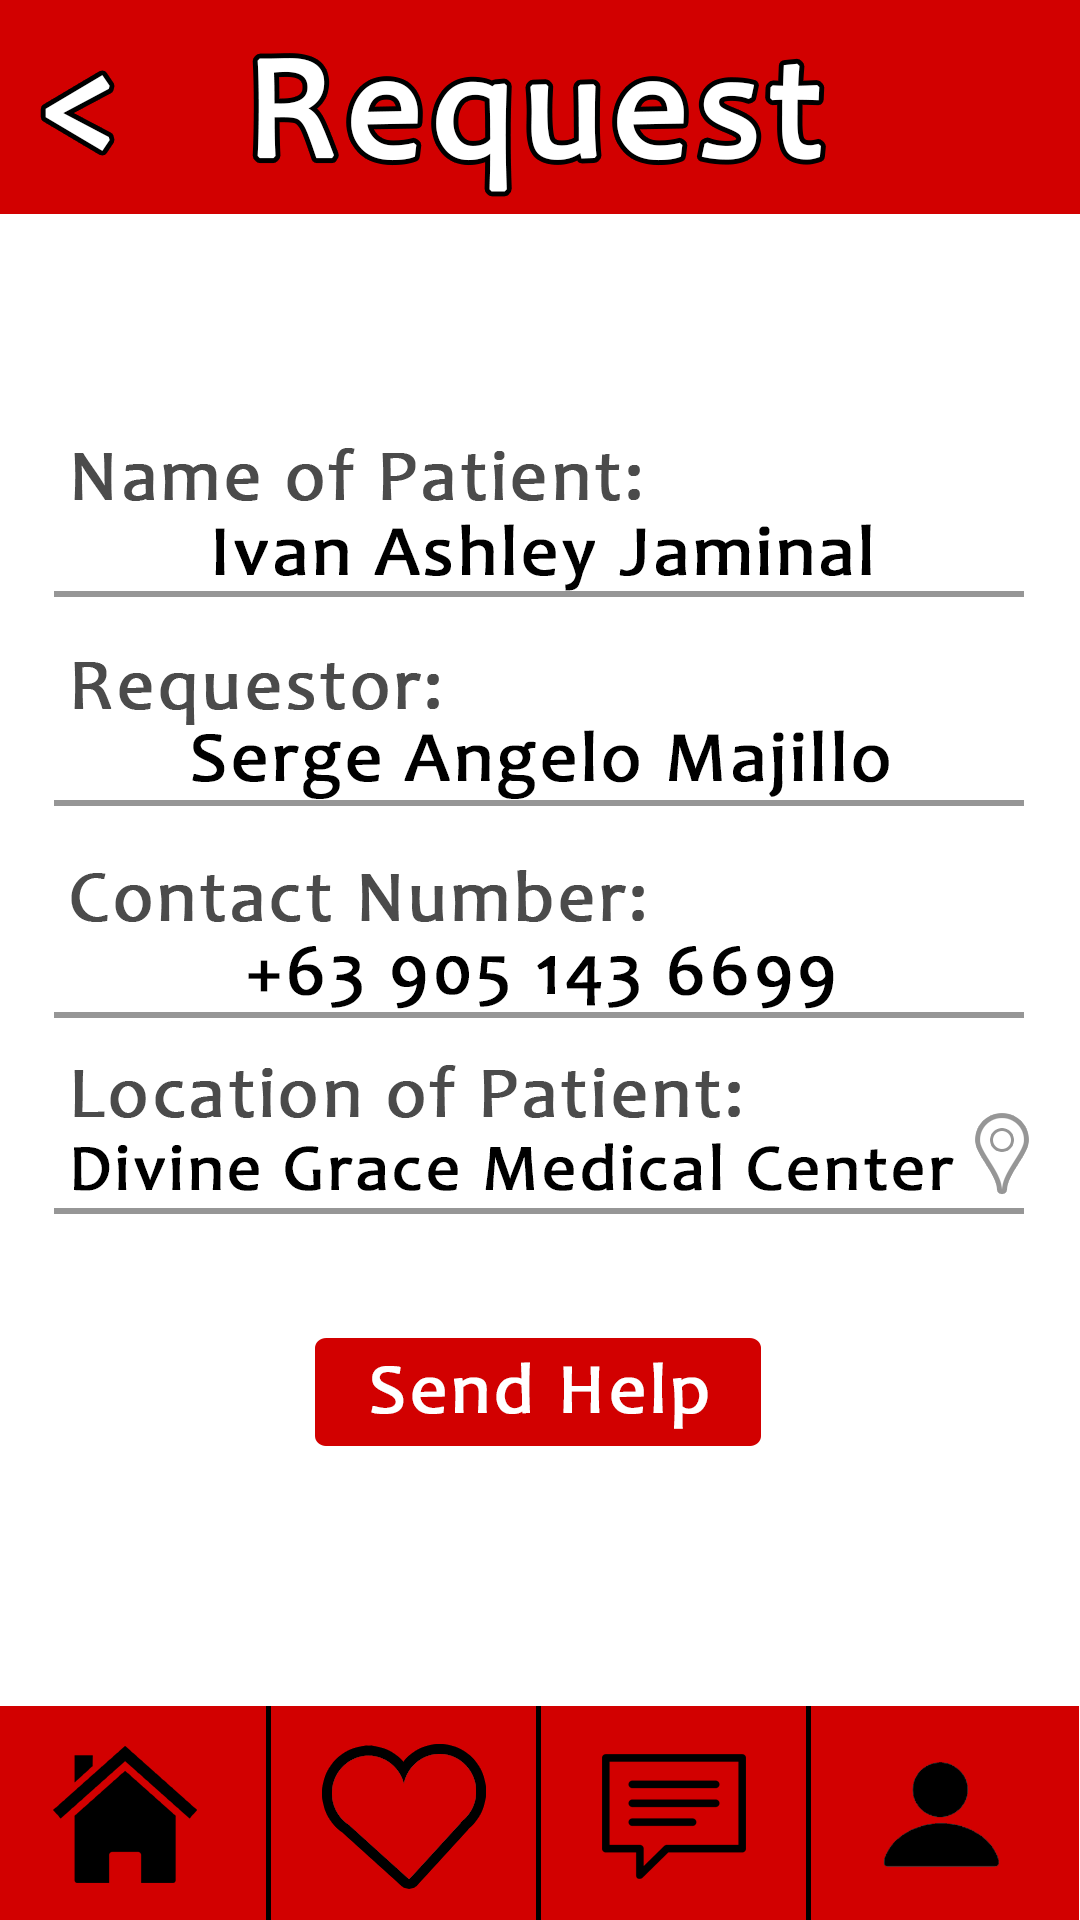 < Request
Name of Patient:
Ivan Ashley Jaminal
Requestor:
Serge Angelo Majillo
Contact Number:
+63 905 143 6699
Location of Patient:
Divine Grace Medical Center
Send Help